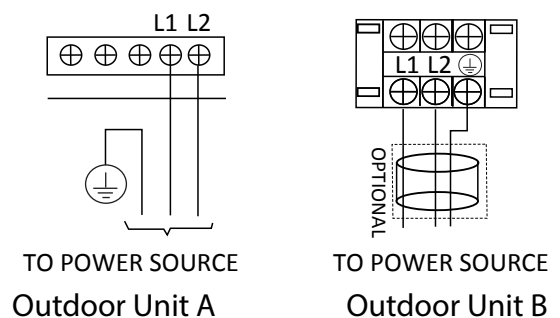 L1 L2
L1 L2
OPTIONAL
TO POWER SOURCE
TO POWER SOURCE
Outdoor Unit A
Outdoor Unit B